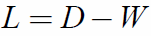 L = D − W